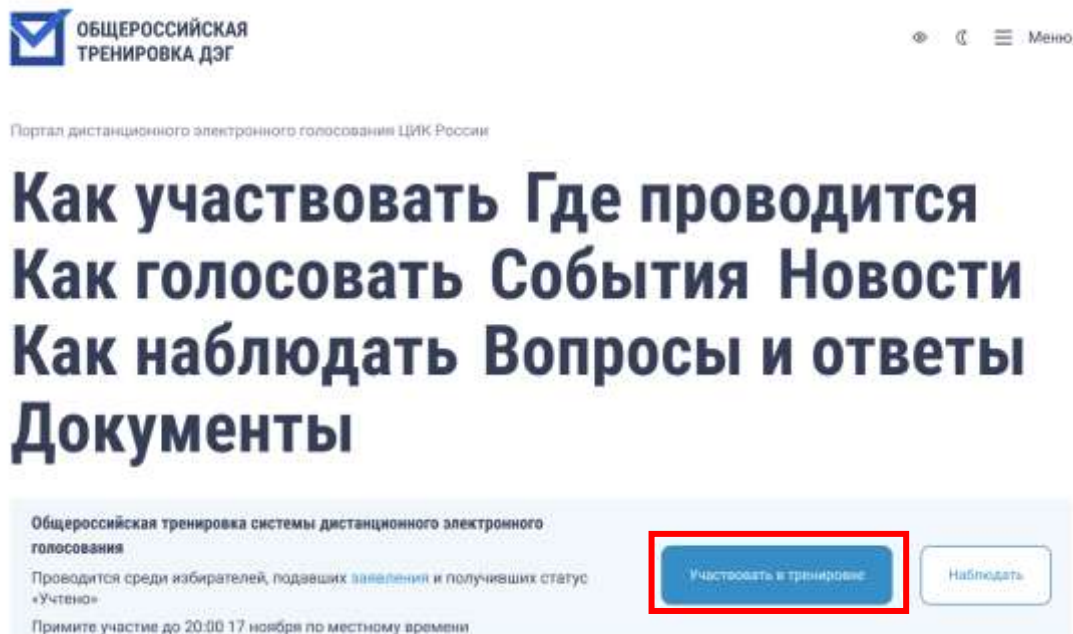 ОБЩЕРОССИЙСКАЯ
ТРЕНИРОВКА ДЭГ
Меню
Портал дистанционного электронного голосования ЦИК России
Как участвовать Где проводится
Как голосовать События Новости
Как наблюдать Вопросы и ответы
Документы
Общероссийская тренировка системы дистанционного электронного
голосования
Проводится среди избирателей, подавших заявления и получивших статус
«Учтено»
Примите участие до 20:00 17 ноября по местному времени
Участвовать в тренировке
Наблюдать